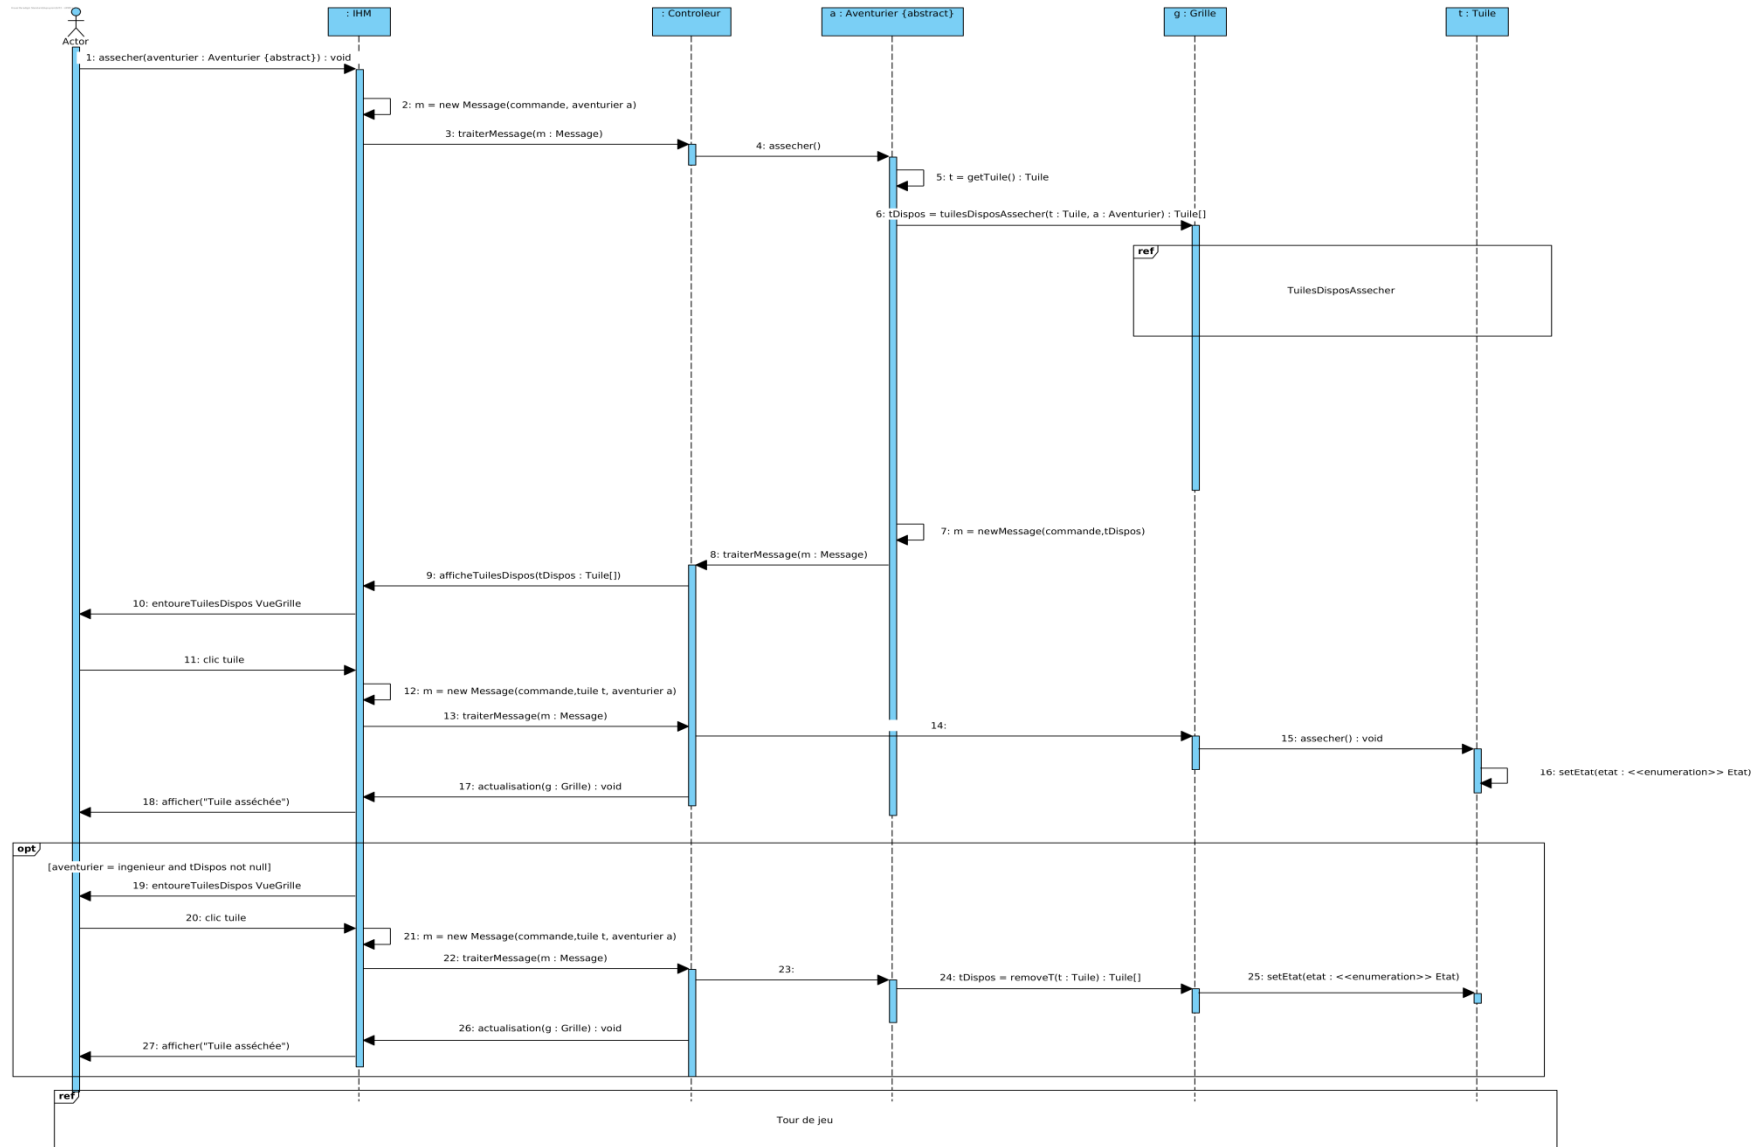 : IHM
: Controleur
a : Aventurier {abstract}
g : Grille
t : Tuile
Actor
1: assecher(aventurier : Aventurier {abstract}) : void
2: m = new Message(commande, aventurier a)
3: traiterMessage(m : Message)
4: assecher()
5: t = getTuile() : Tuile
6: tDispos = tuilesDisposAssecher(t : Tuile, a : Aventurier) : Tuile[]
ref
TuilesDisposAssecher
7: m = newMessage(commande,tDispos)
8: traiterMessage(m : Message)
9: afficheTuilesDispos(tDispos : Tuile[])
10: entoureTuilesDispos VueGrille
11: clic tuile
12: m = new Message(commande,tuile t, aventurier a)
13: traiterMessage(m : Message)
14:
15: assecher() : void
16: setEtat(etat : <<enumeration>> Etat)
17: actualisation(g : Grille) : void
18: afficher("Tuile asséchée")
opt
[aventurier = ingenieur and tDispos not null]
19: entoureTuilesDispos VueGrille
20: clic tuile
21: m = new Message(commande,tuile t, aventurier a)
22: traiterMessage(m : Message)
23:
24: tDispos = removeT(t : Tuile) : Tuile[]
25: setEtat(etat : <<enumeration>> Etat)
26: actualisation(g : Grille) : void
27: afficher("Tuile asséchée")
ref
Tour de jeu